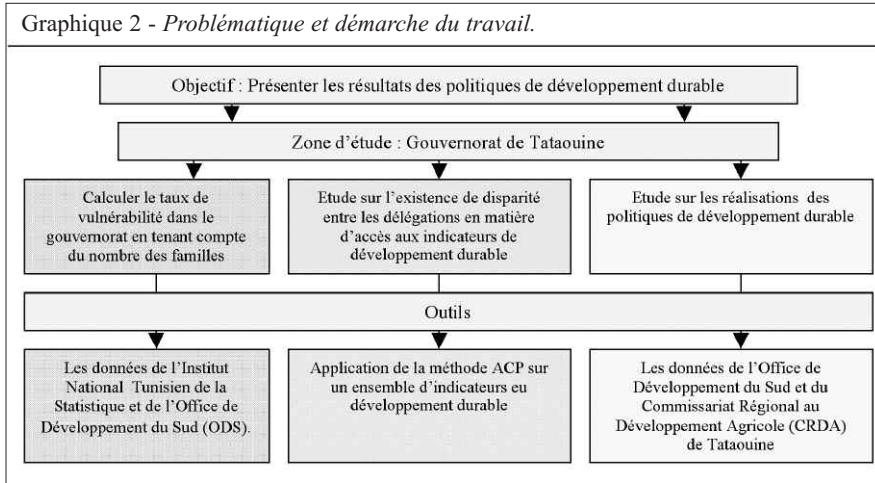 Graphique 2 - Problématique et démarche du travail.
Objectif : Présenter les résultats des politiques de développement durable
Zone d'étude : Gouvernorat de Tataouine
Calculer le taux de
vulnérabilité dans le
gouvernorat en tenant compte
du nombre des familles
Etude sur l'existence de disparité
entre les délégations en matière
d'accès aux indicateurs de
développement durable
Etude sur les réalisations des
politiques de développement durable
Outils
Les données de l'Institut
National Tunisien de la
Statistique et de l'Office de
Développement du Sud (ODS).
Application de la méthode ACP sur
un ensemble d'indicateurs eu
développement durable
Les données de l'Office de
Développement du Sud et du
Commissariat Régional au
Développement Agricole (CRDA)
de Tataouine